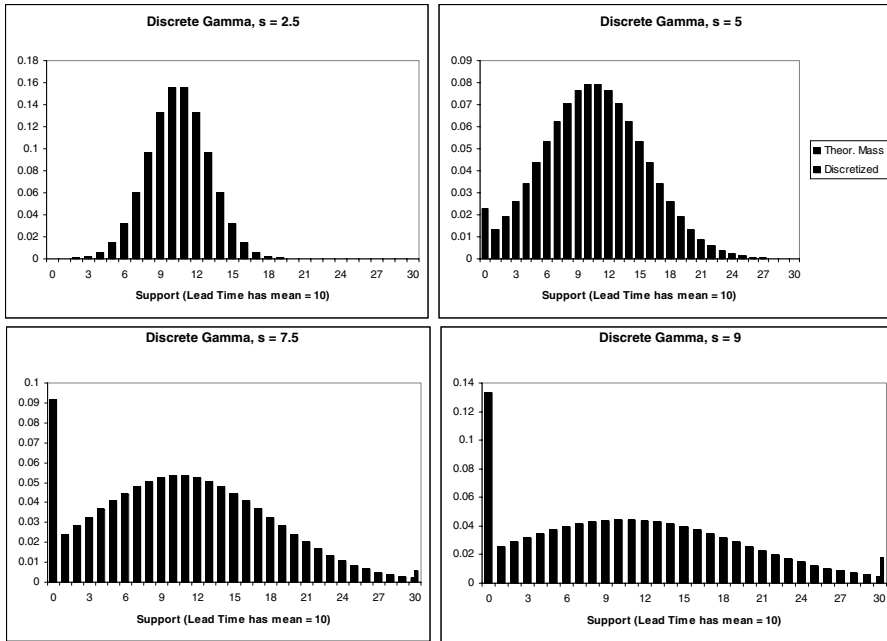 Discrete Gamma, s = 2.5
0.18
0.16
0.14
0.12
0.1
0.08
0.06
0.04
0.02
0
0 3 6 9 12 15 18 21 24 27 30
Support (Lead Time has mean = 10)
Discrete Gamma, s = 5
0.09
0.08
0.07
0.06
0.05
0.04
0.03
0.02
0.01
0
0 3 6 9 12 15 18 21 24 27 30
Support (Lead Time has mean = 10)
Theor. Mass
Discretized
Discrete Gamma, s = 7.5
0.1
0.09
0.08
0.07
0.06
0.05
0.04
0.03
0.02
0.01
0
0 3 6 9 12 15 18 21 24 27 30
Support (Lead Time has mean = 10)
Discrete Gamma, s = 9
0.14
0.12
0.1
0.08
0.06
0.04
0.02
0
0 3 6 9 12 15 18 21 24 27 30
Support (Lead Time has mean = 10)